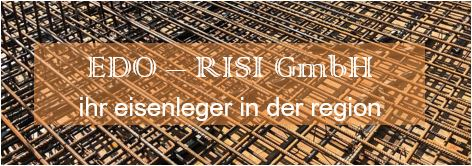 EDO – RISI GmbH
ihr eisenleger in der region